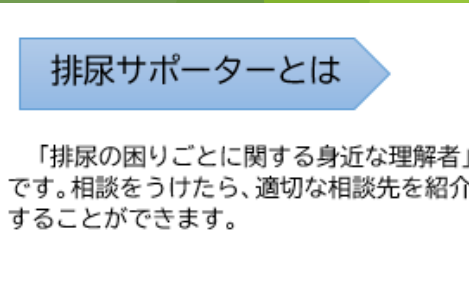 排尿サポーターとは
「排尿の困りごとに関する身近な理解者」
です。相談をうけたら、適切な相談先を紹介
することができます。